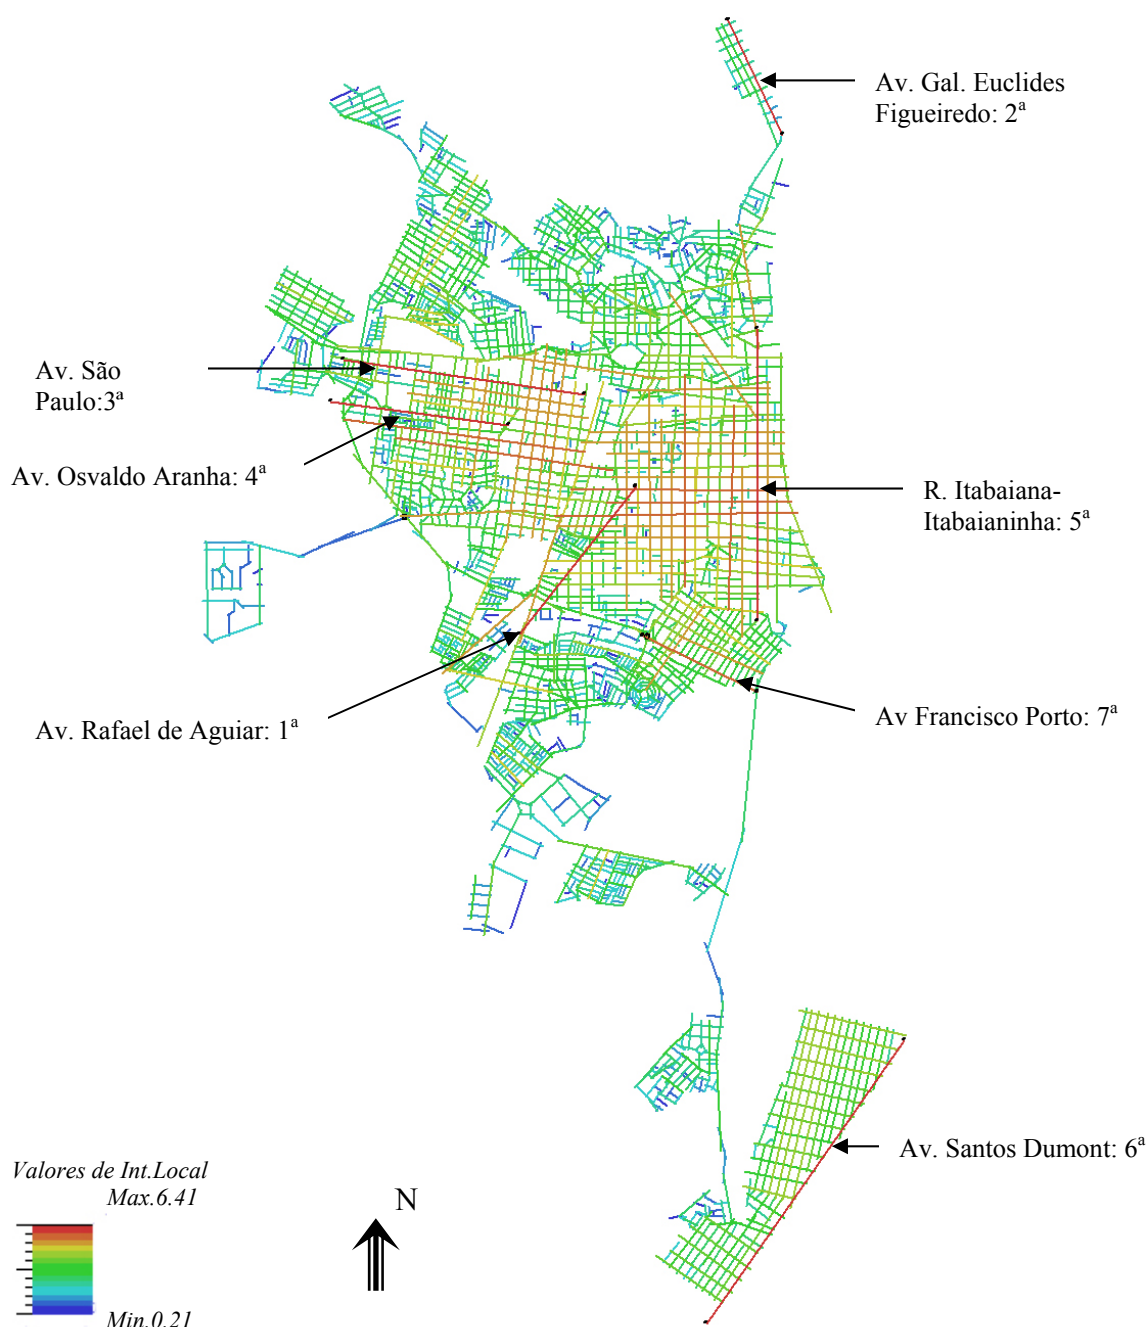 Av. Gal. Euclides
Figueiredo: 2ª
Av. São
Paulo:3ª
Av. Osvaldo Aranha: 4ª
R. Itabaiana-
Itabaianinha: 5ª
Av. Rafael de Aguiar: 1ª
Av Francisco Porto: 7ª
Av. Santos Dumont: 6ª
Valores de Int.Local
Max.6.41
N
Min.0.21